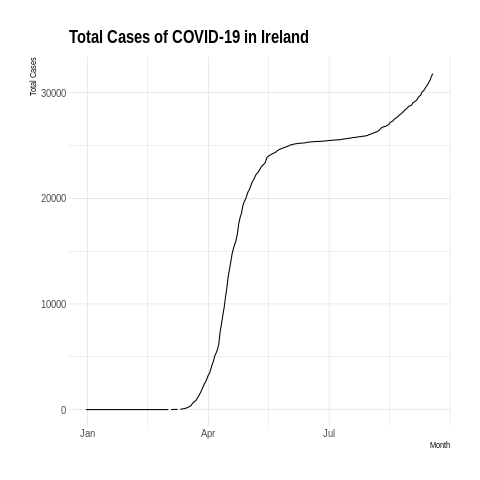 Total Cases of COVID-19 in Ireland
Total Cases
30000
20000
10000
0
Jan Apr Jul
Month